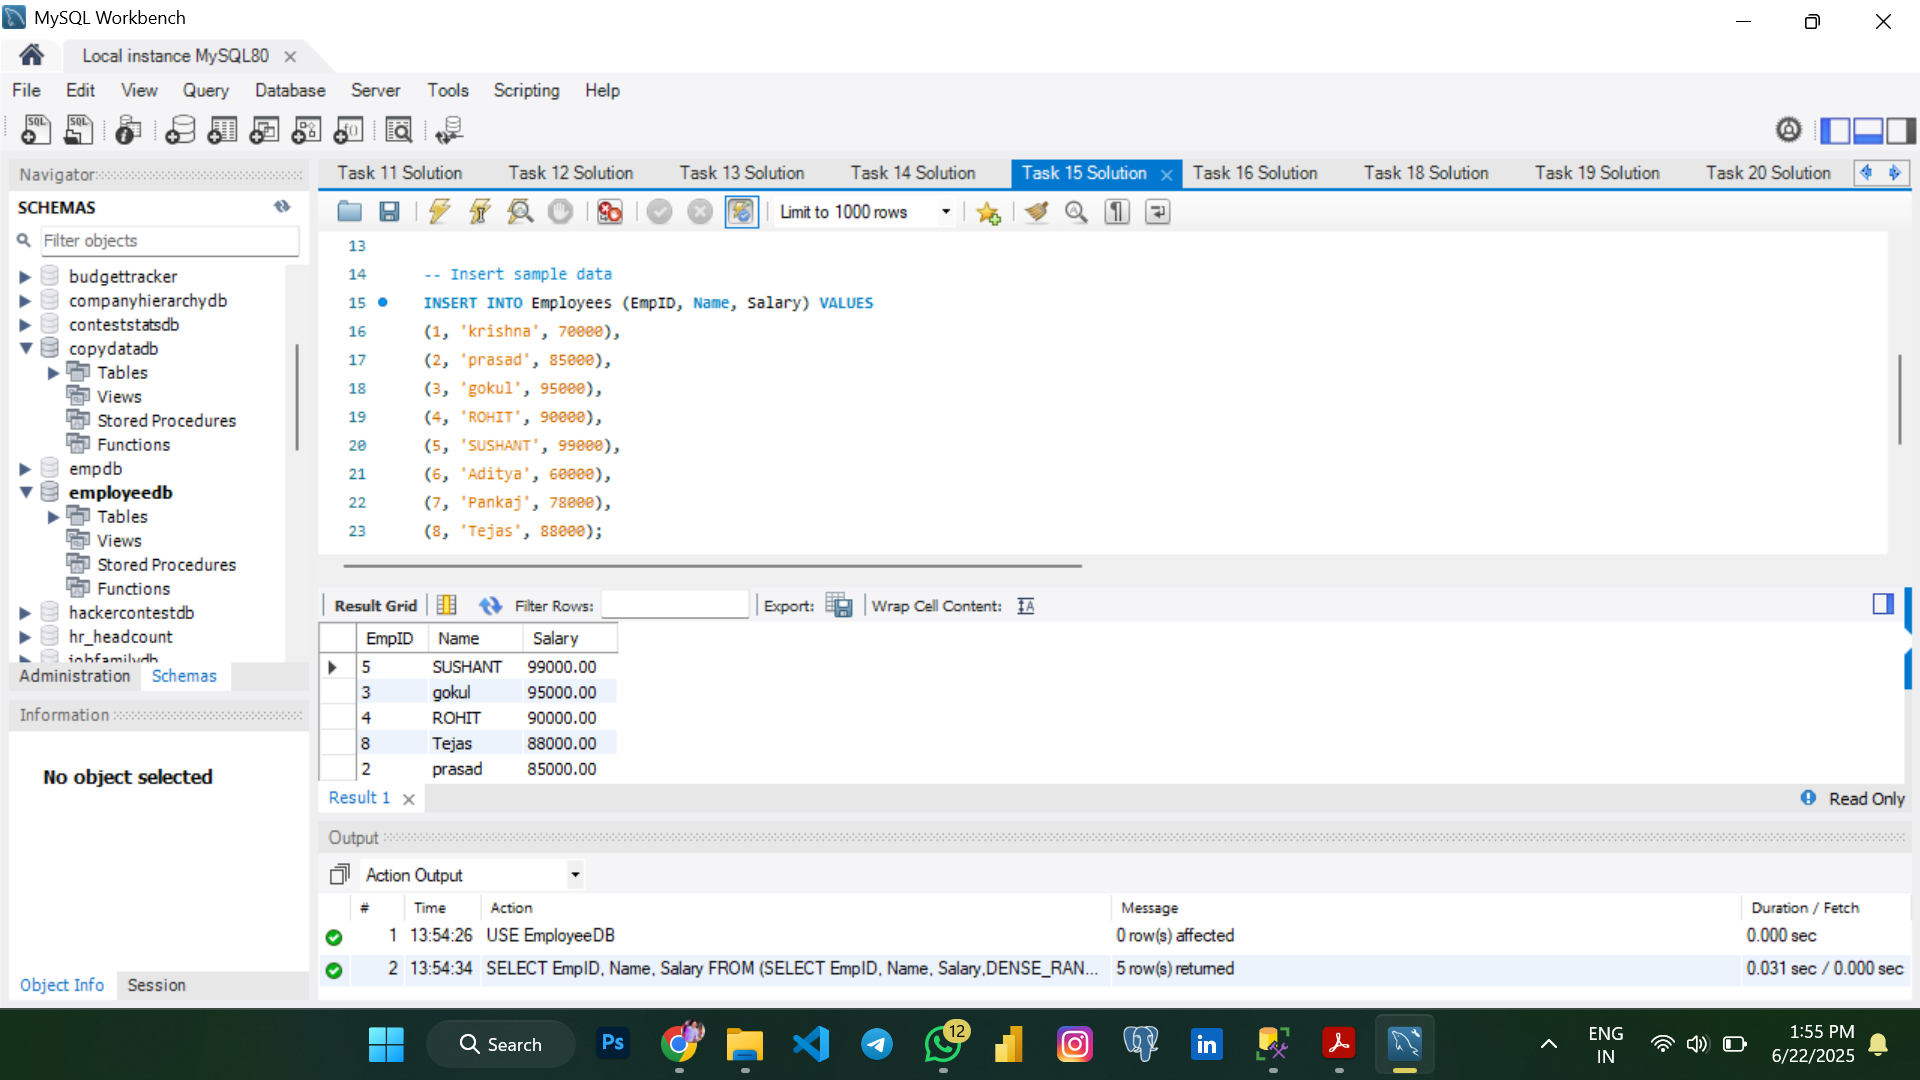 MySQL Workbench
Local instance MySQL80
File Edit View Query Database Server Tools Scripting Help
Navigator
SCHEMAS
Filter objects
budgettracker
companyhierarchydb
conteststatsdb
copydatadb
Tables
Views
Stored Procedures
Functions
empdb
employeedb
Tables
Views
Stored Procedures
Functions
hackercontestdb
hr_headcount
jobfamilydb
Administration Schemas
Information
No object selected
Object Info Session
Task 11 Solution Task 12 Solution Task 13 Solution Task 14 Solution Task 15 Solution Task 16 Solution Task 18 Solution Task 19 Solution Task 20 Solution
Limit to 1000 rows
13
14 -- Insert sample data
15 INSERT INTO Employees (EmpID, Name, Salary) VALUES
16 (1, 'krishna', 70000),
17 (2, 'prasad', 85000),
18 (3, 'gokul', 95000),
19 (4, 'ROHIT', 90000),
20 (5, 'SUSHANT', 99000),
21 (6, 'Aditya', 60000),
22 (7, 'Pankaj', 78000),
23 (8, 'Tejas', 88000);
Result Grid Filter Rows: Export: Wrap Cell Content:
EmpID Name Salary
5 SUSHANT 99000.00
3 gokul 95000.00
4 ROHIT 90000.00
8 Tejas 88000.00
2 prasad 85000.00
Result 1 Read Only
Output
Action Output
# Time Action Message Duration / Fetch
1 13:54:26 USE EmployeeDB 0 row(s) affected 0.000 sec
2 13:54:34 SELECT EmpID, Name, Salary FROM (SELECT EmpID, Name, Salary,DENSE_RAN... 5 row(s) returned 0.031 sec / 0.000 sec
Search
Ps
12
in
ENG
IN
1:55 PM
6/22/2025